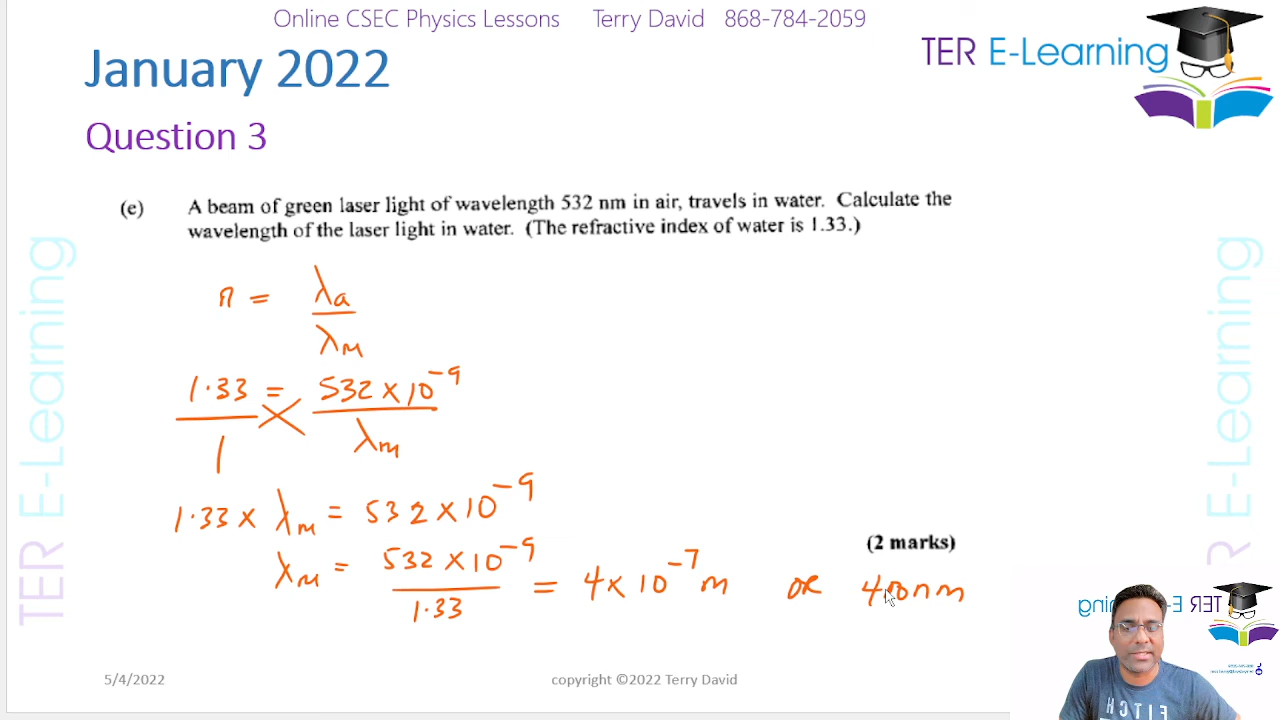 Online CSEC Physics Lessons Terry David 868-784-2059
TER E-Learning
January 2022
Question 3
(e) A beam of green laser light of wavelength 532 nm in air, travels in water. Calculate the
wavelength of the laser light in water. (The refractive index of water is 1.33.)
n = λa / λm
1.33 / 1 = 532 × 10⁻⁹ / λm
1.33 × λm = 532 × 10⁻⁹
(2 marks)
λm = 532 × 10⁻⁹ / 1.33 = 4 × 10⁻⁷ m or 400nm
TER E-Learning
TER E-Learning
TER E-Learning
5/4/2022 copyright ©2022 Terry David